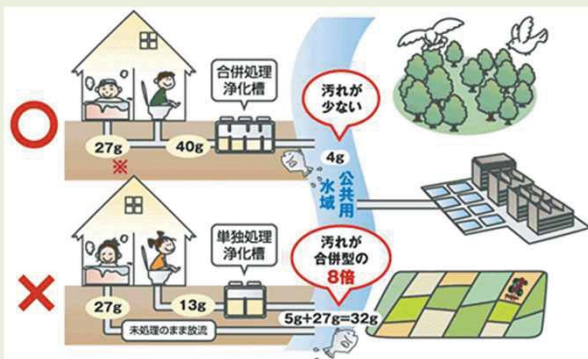 合併処理
浄化槽
汚れが
少ない
27g
※
40g
4g
公共用
水域
単独処理
浄化槽
汚れが
合併型の
8倍
27g
13g
5g+27g=32g
未処理のまま放流